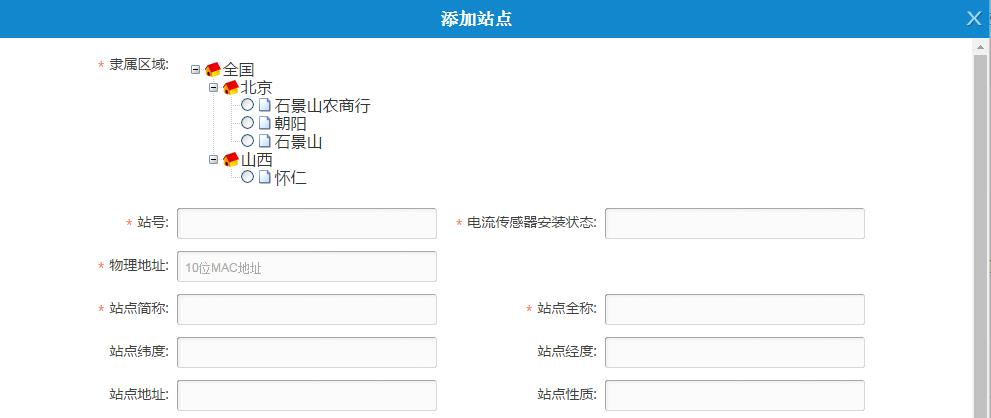 添加站点 X
* 隶属区域:
全国
北京
石景山农商行
朝阳
石景山
山西
怀仁
* 站号: * 电流传感器安装状态:
* 物理地址: 10位MAC地址
* 站点简称: * 站点全称:
站点纬度: 站点经度:
站点地址: 站点性质: